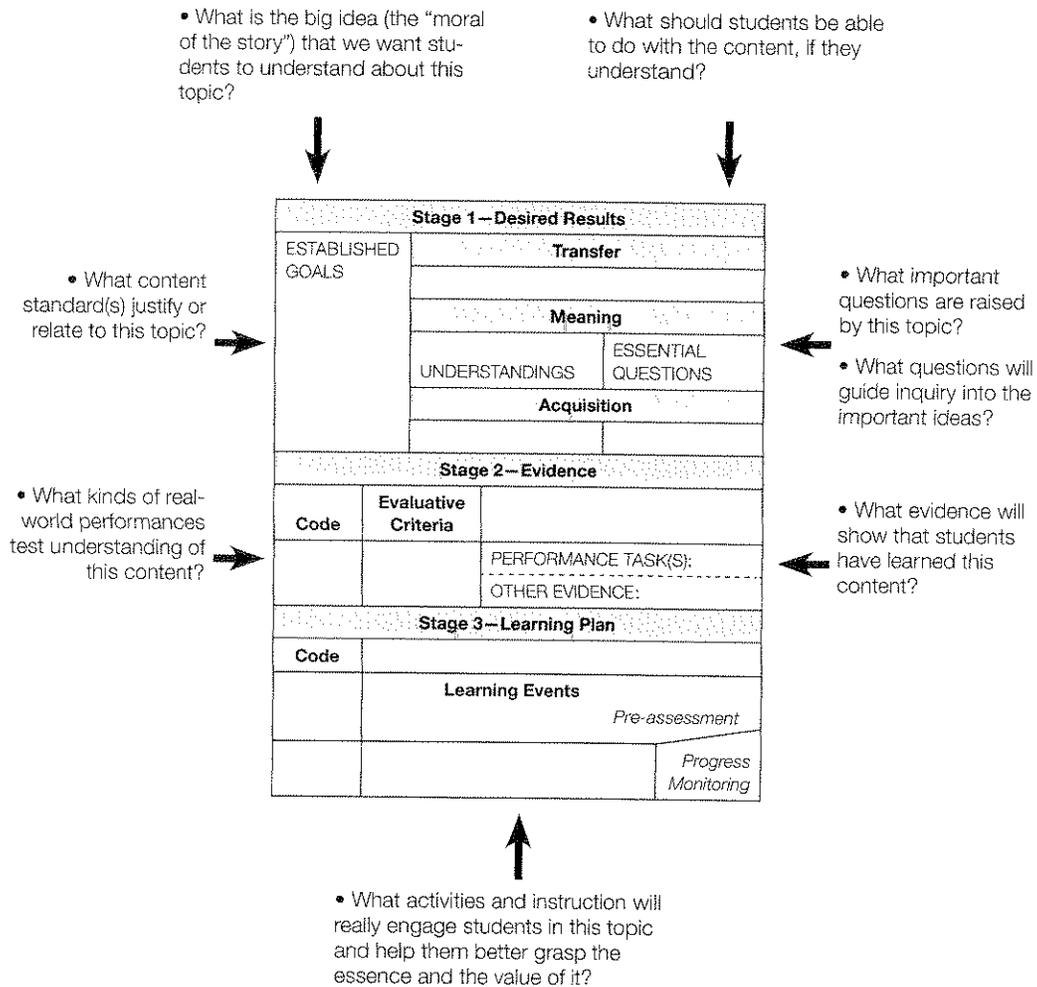 • What is the big idea (the “moral
of the story”) that we want stu-
dents to understand about this
topic?
• What should students be able
to do with the content, if they
understand?
Stage 1—Desired Results
ESTABLISHED
GOALS
Transfer
• What content
standard(s) justify or
relate to this topic?
Meaning
UNDERSTANDINGS
ESSENTIAL
QUESTIONS
• What important
questions are raised
by this topic?
• What questions will
guide inquiry into the
important ideas?
Acquisition
Stage 2—Evidence
• What kinds of real-
world performances
test understanding of
this content?
Code
Evaluative
Criteria
PERFORMANCE TASK(S):
OTHER EVIDENCE:
• What evidence will
show that students
have learned this
content?
Stage 3—Learning Plan
Code
Learning Events
Pre-assessment
Progress
Monitoring
• What activities and instruction will
really engage students in this topic
and help them better grasp the
essence and the value of it?